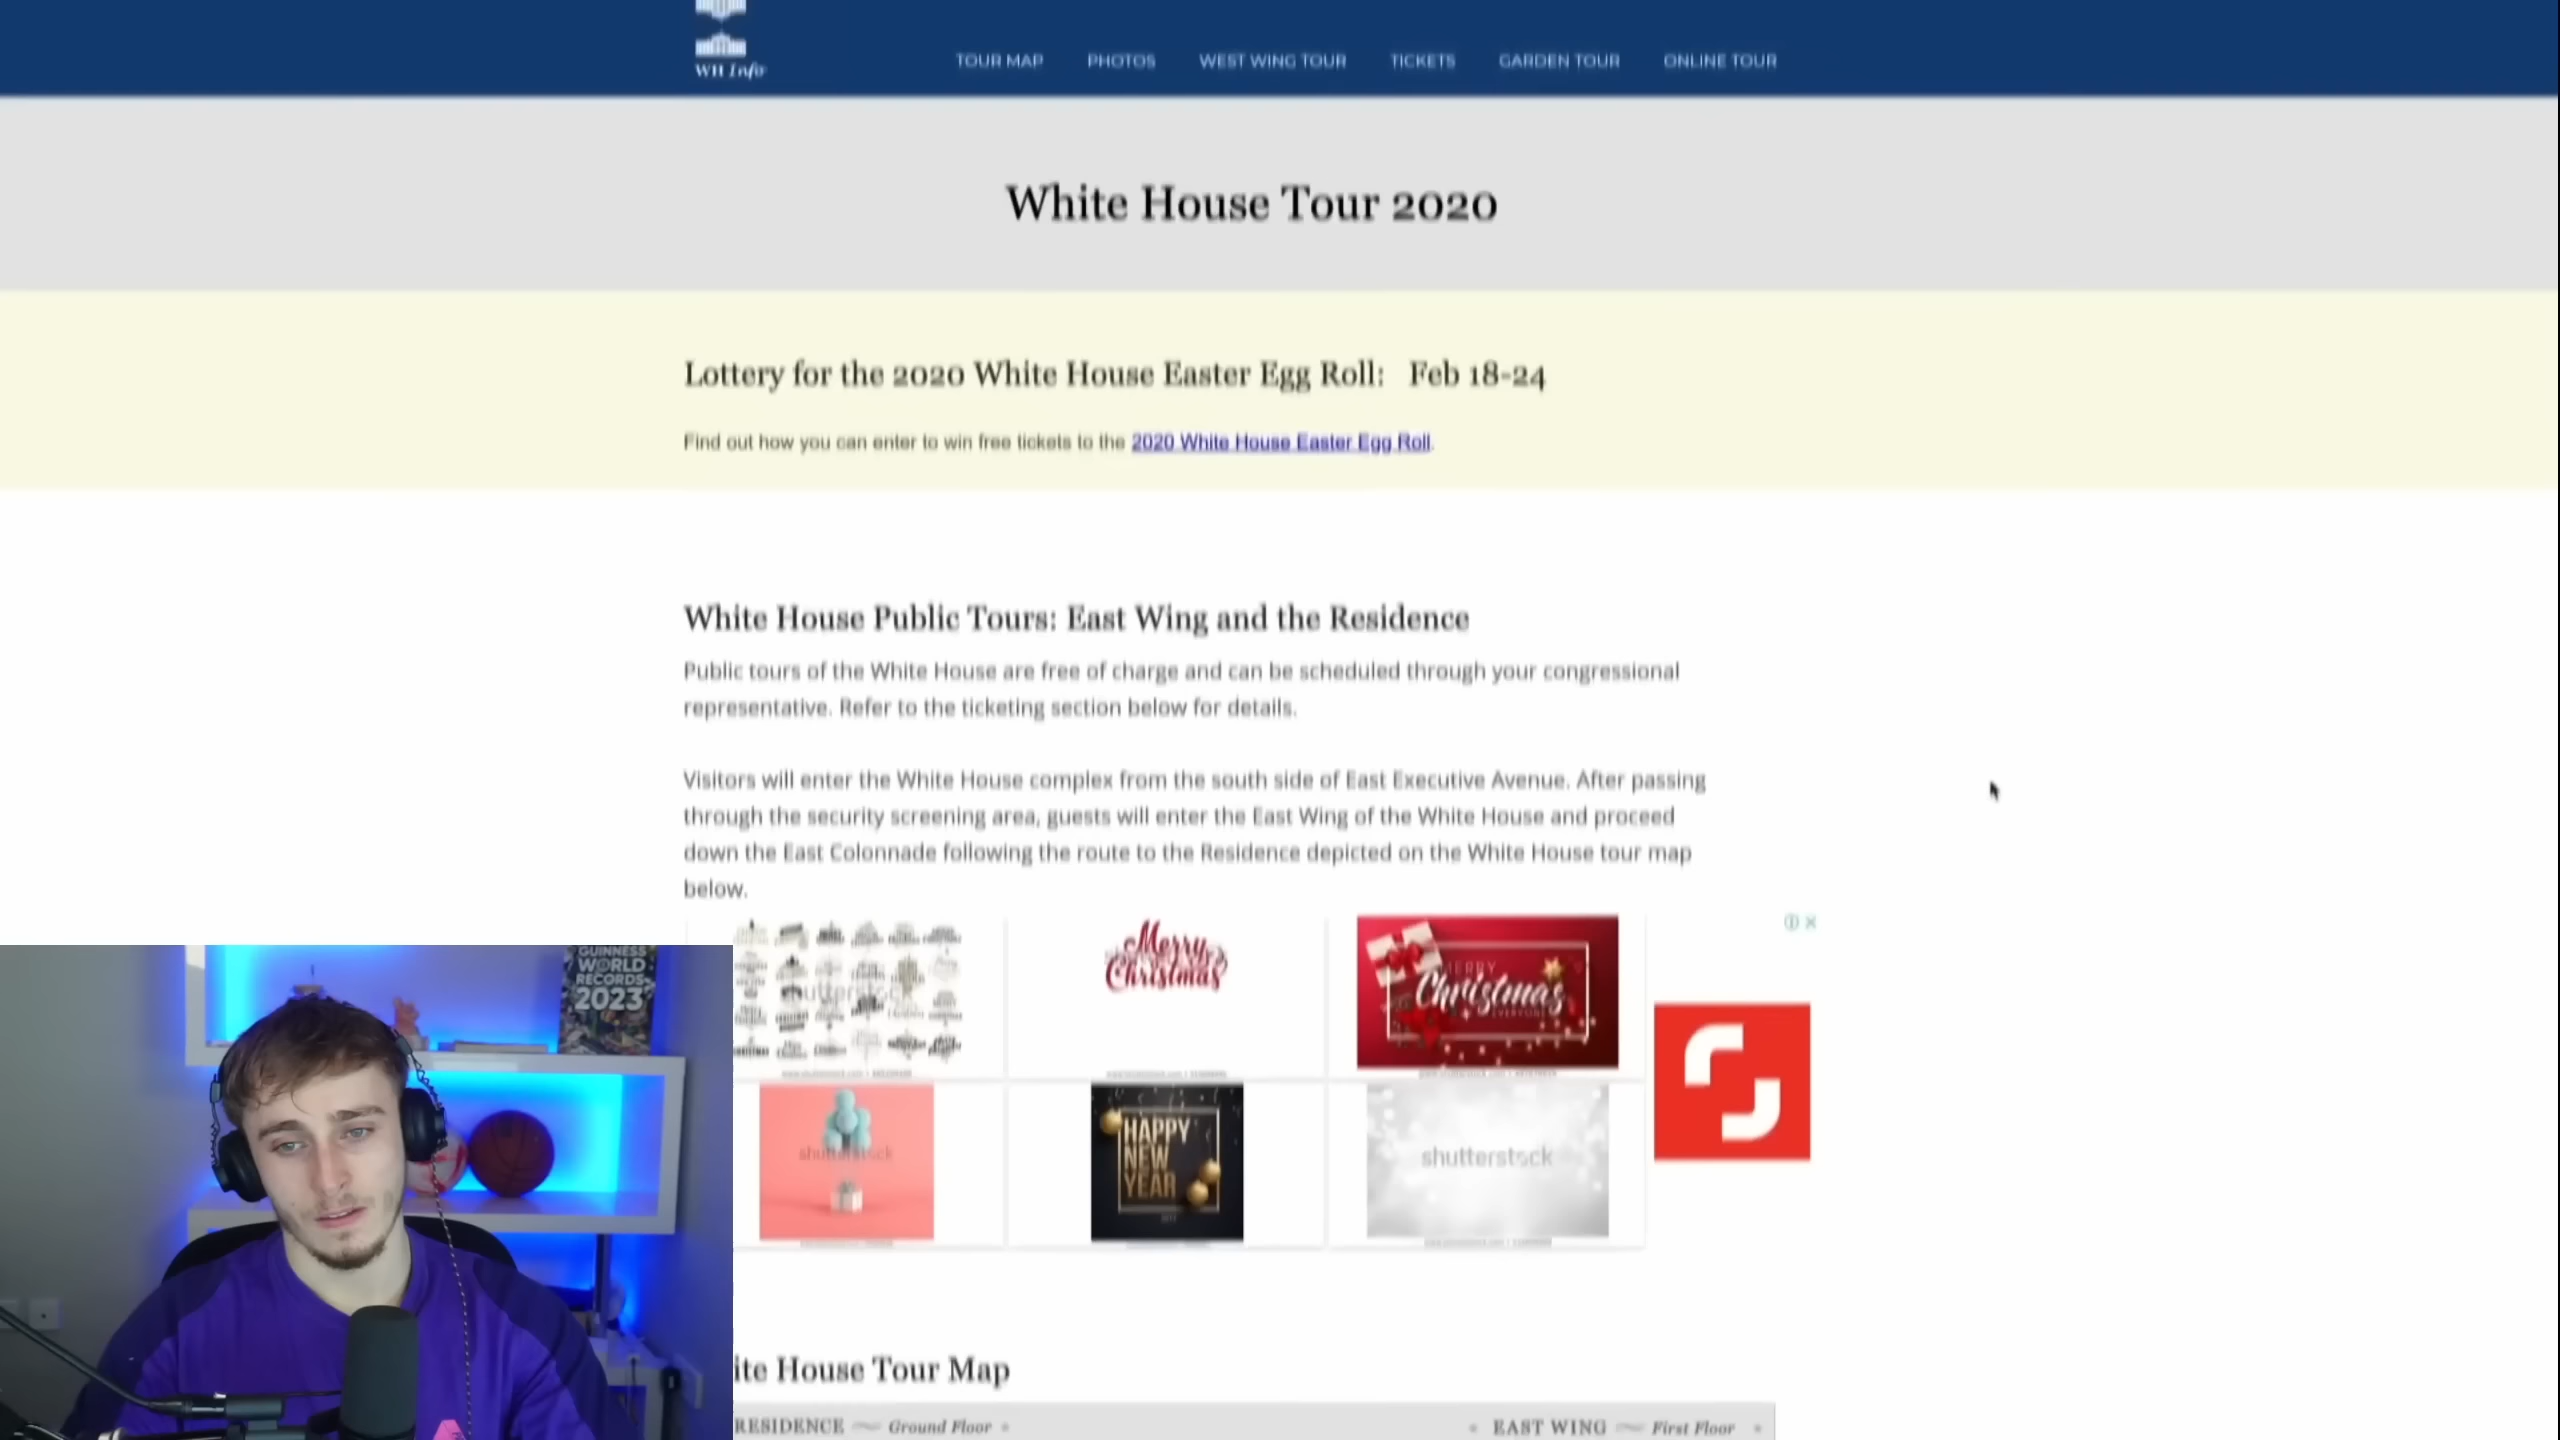 WH Info
TOUR MAP PHOTOS WEST WING TOUR TICKETS GARDEN TOUR ONLINE TOUR
White House Tour 2020
Lottery for the 2020 White House Easter Egg Roll: Feb 18-24
Find out how you can enter to win free tickets to the 2020 White House Easter Egg Roll.
White House Public Tours: East Wing and the Residence
Public tours of the White House are free of charge and can be scheduled through your congressional
representative. Refer to the ticketing section below for details.
Visitors will enter the White House complex from the south side of East Executive Avenue. After passing
through the security screening area, guests will enter the East Wing of the White House and proceed
down the East Colonnade following the route to the Residence depicted on the White House tour map
below.
Merry
Christmas
MERRY
Christmas
EVERYONE
shutterstock
HAPPY
NEW
YEAR
shutterstock
GUINNESS
WORLD
RECORDS
2023
ite House Tour Map
RESIDENCE Ground Floor
EAST WING First Floor